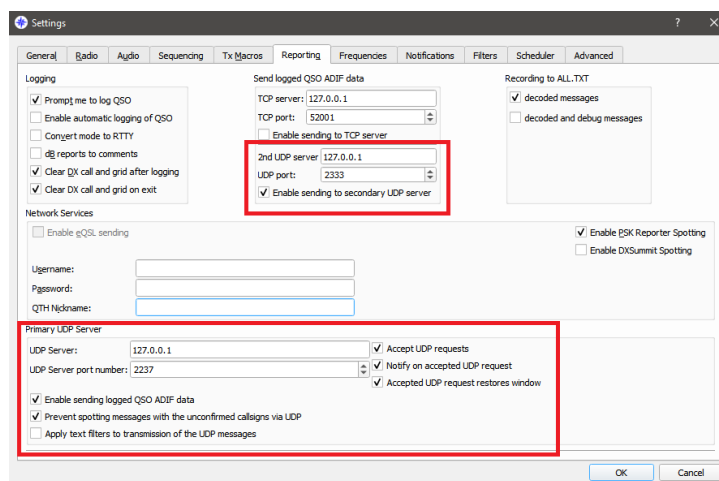 Settings
General Radio Audio Sequencing Tx Macros Reporting Frequencies Notifications Filters Scheduler Advanced
Logging
Prompt me to log QSO
Enable automatic logging of QSO
Convert mode to RTTY
dB reports to comments
Clear DX call and grid after logging
Clear DX call and grid on exit
Send logged QSO ADIF data
TCP server: 127.0.0.1
TCP port: 52001
Enable sending to TCP server
2nd UDP server 127.0.0.1
UDP port: 2333
Enable sending to secondary UDP server
Recording to ALL.TXT
decoded messages
decoded and debug messages
Network Services
Enable eQSL sending
Username:
Password:
QTH Nickname:
Enable PSK Reporter Spotting
Enable DXSummit Spotting
Primary UDP Server
UDP Server: 127.0.0.1
UDP Server port number: 2237
Accept UDP requests
Notify on accepted UDP request
Accepted UDP request restores window
Enable sending logged QSO ADIF data
Prevent spotting messages with the unconfirmed callsigns via UDP
Apply text filters to transmission of the UDP messages
OK Cancel